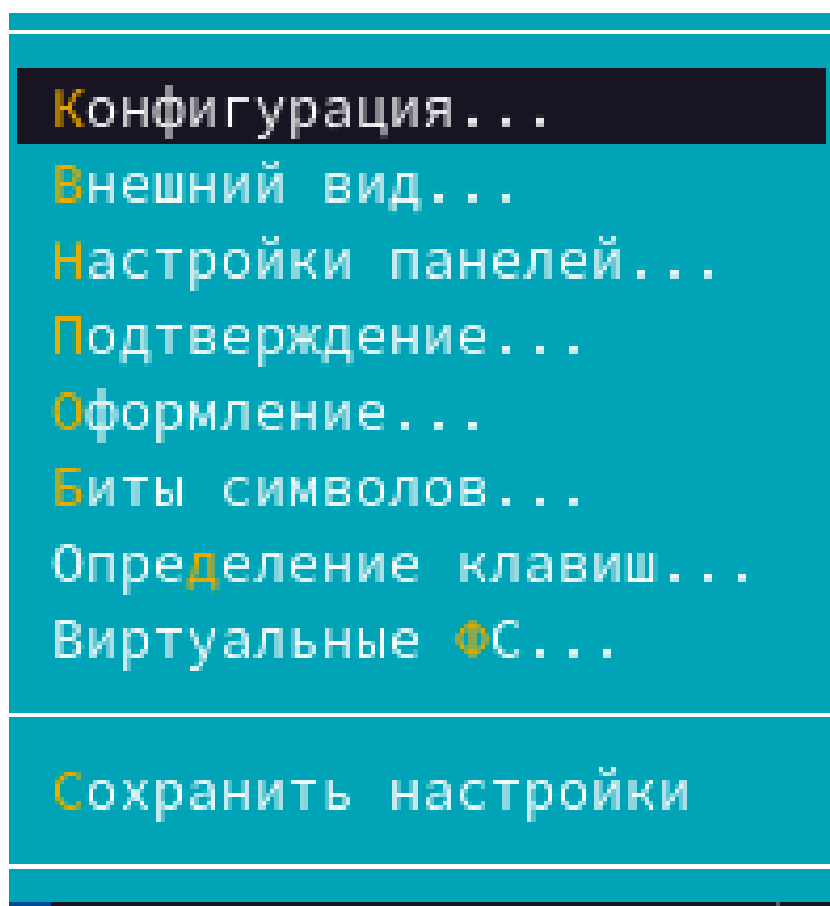 Конфигурация...
Внешний вид...
Настройки панелей...
Подтверждение...
Оформление...
Биты символов...
Определение клавиш...
Виртуальные ФС...
Сохранить настройки